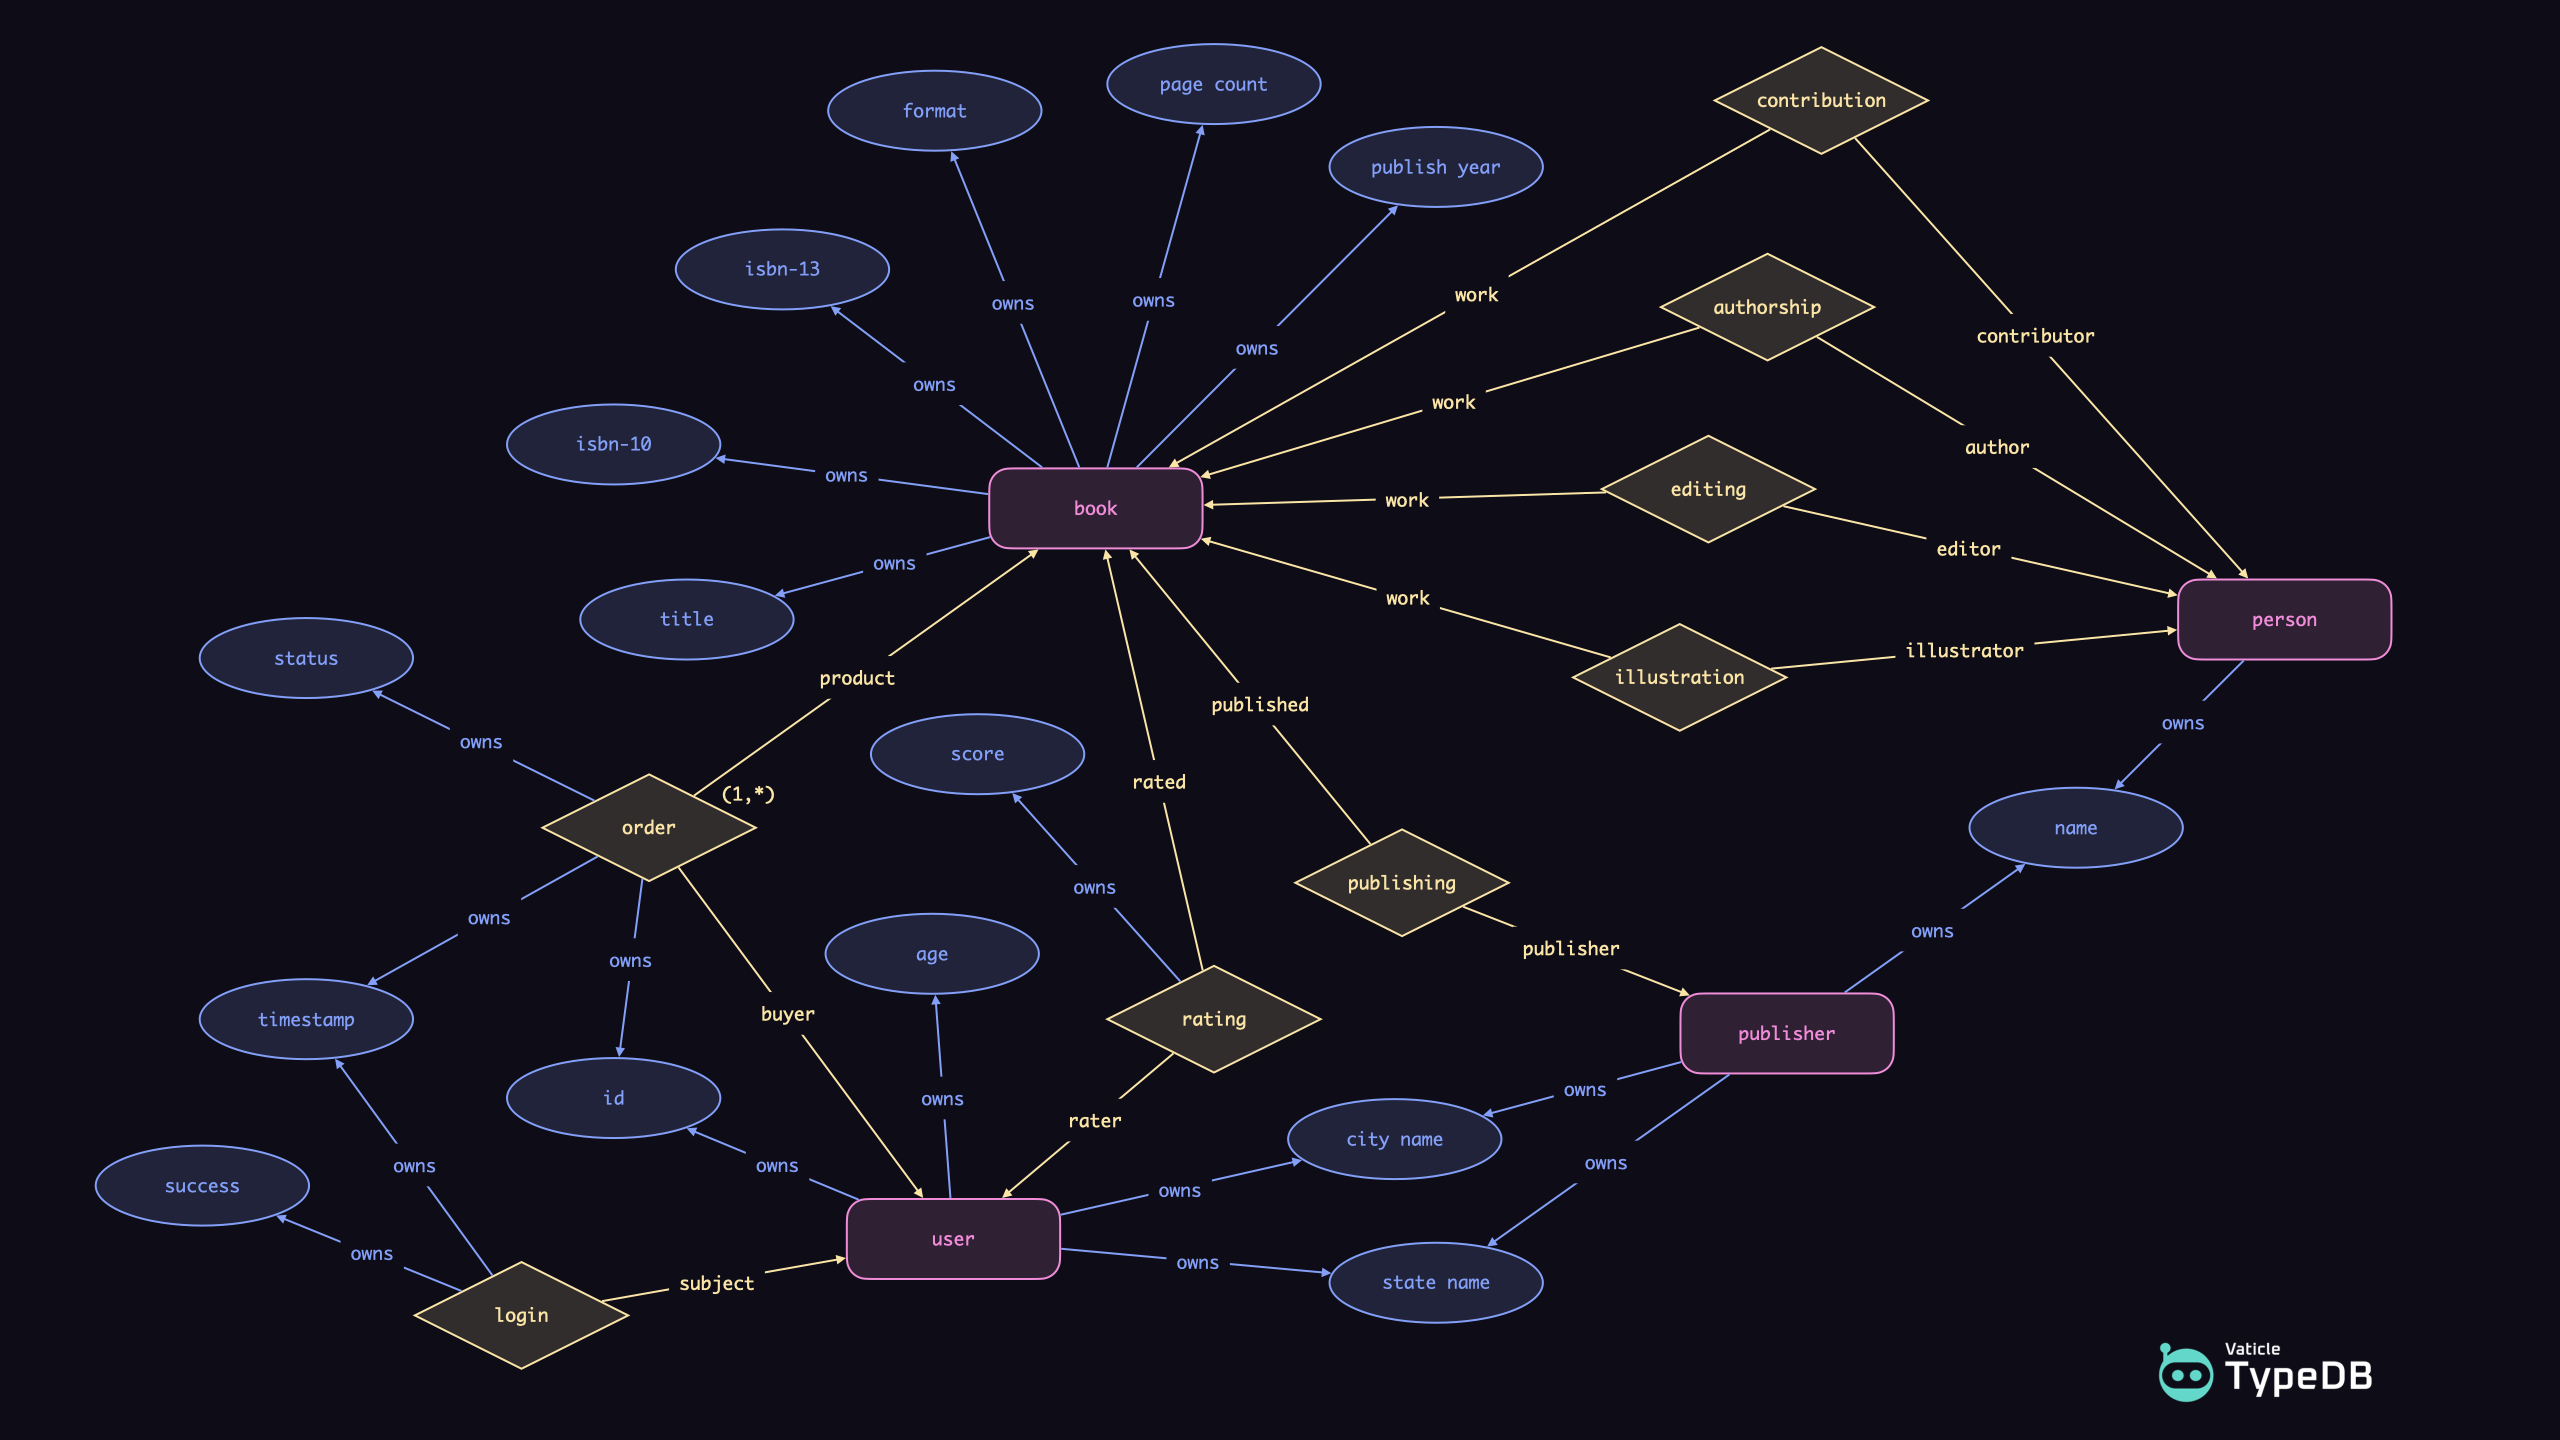 page count
contribution
format
publish year
isbn-13
work
owns
owns
authorship
contributor
owns
owns
work
isbn-10
author
owns
editing
work
book
editor
owns
work
title
person
illustrator
status
product
illustration
published
owns
owns
score
rated
(1,*)
order
name
publishing
owns
owns
owns
publisher
age
owns
buyer
timestamp
rating
publisher
owns
id
owns
rater
city name
owns
owns
owns
success
owns
owns
user
owns
owns
state name
subject
login
Vaticle
TypeDB